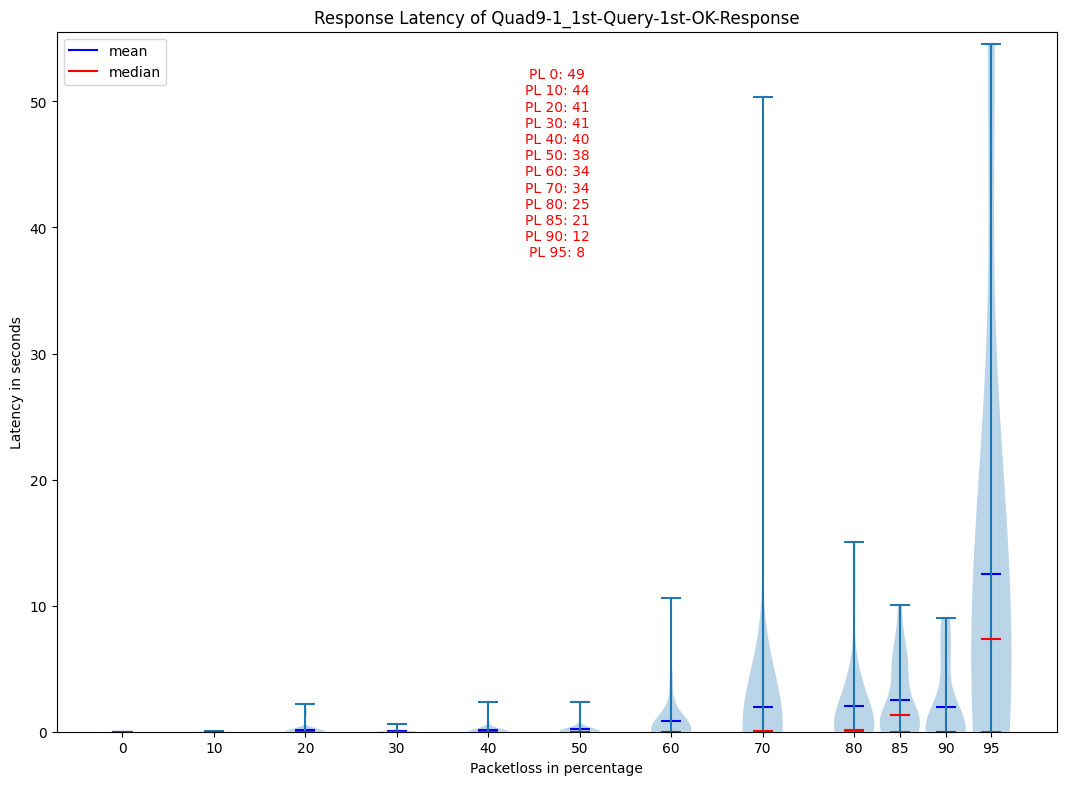 Response Latency of Quad9-1_1st-Query-1st-OK-Response
mean
median
PL 0: 49
PL 10: 44
PL 20: 41
PL 30: 41
PL 40: 40
PL 50: 38
PL 60: 34
PL 70: 34
PL 80: 25
PL 85: 21
PL 90: 12
PL 95: 8
Latency in seconds
50
40
30
20
10
0
0 10 20 30 40 50 60 70 80 85 90 95
Packetloss in percentage